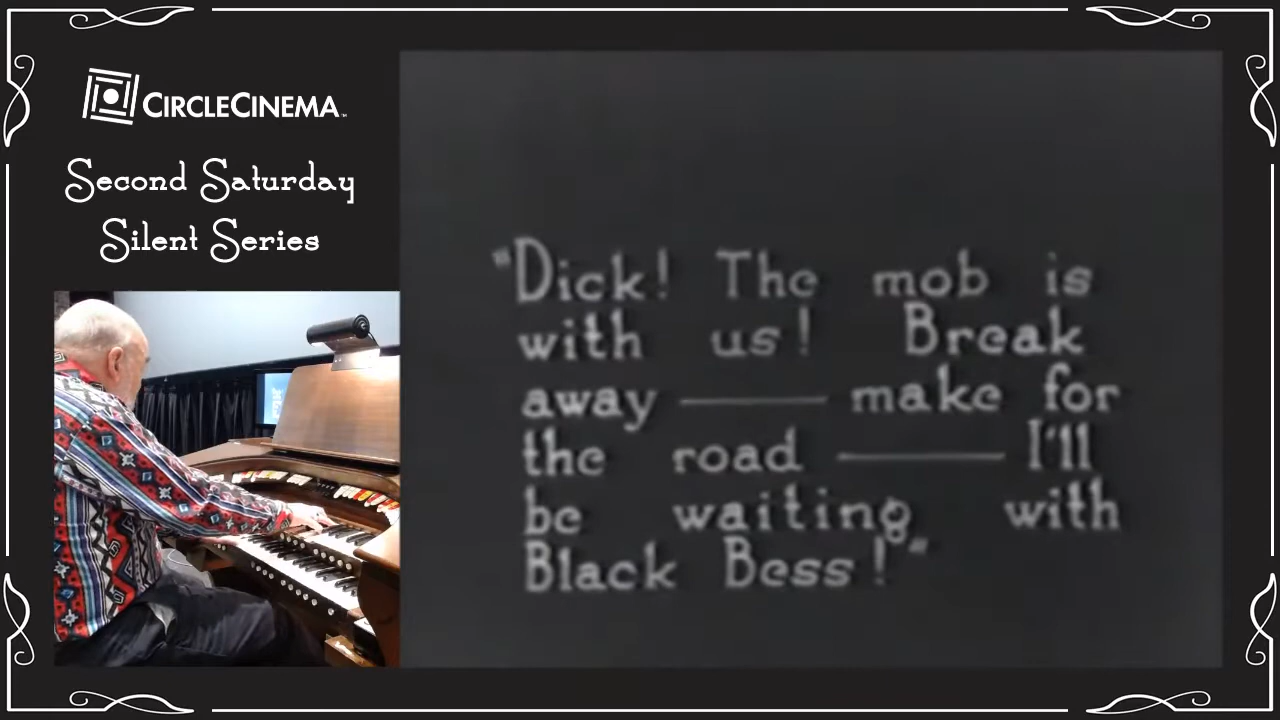 CIRCLECINEMA™
Second Saturday
Silent Series
"Dick! The mob is
with us! Break
away — make for
the road — I'll
be waiting with
Black Bess!"